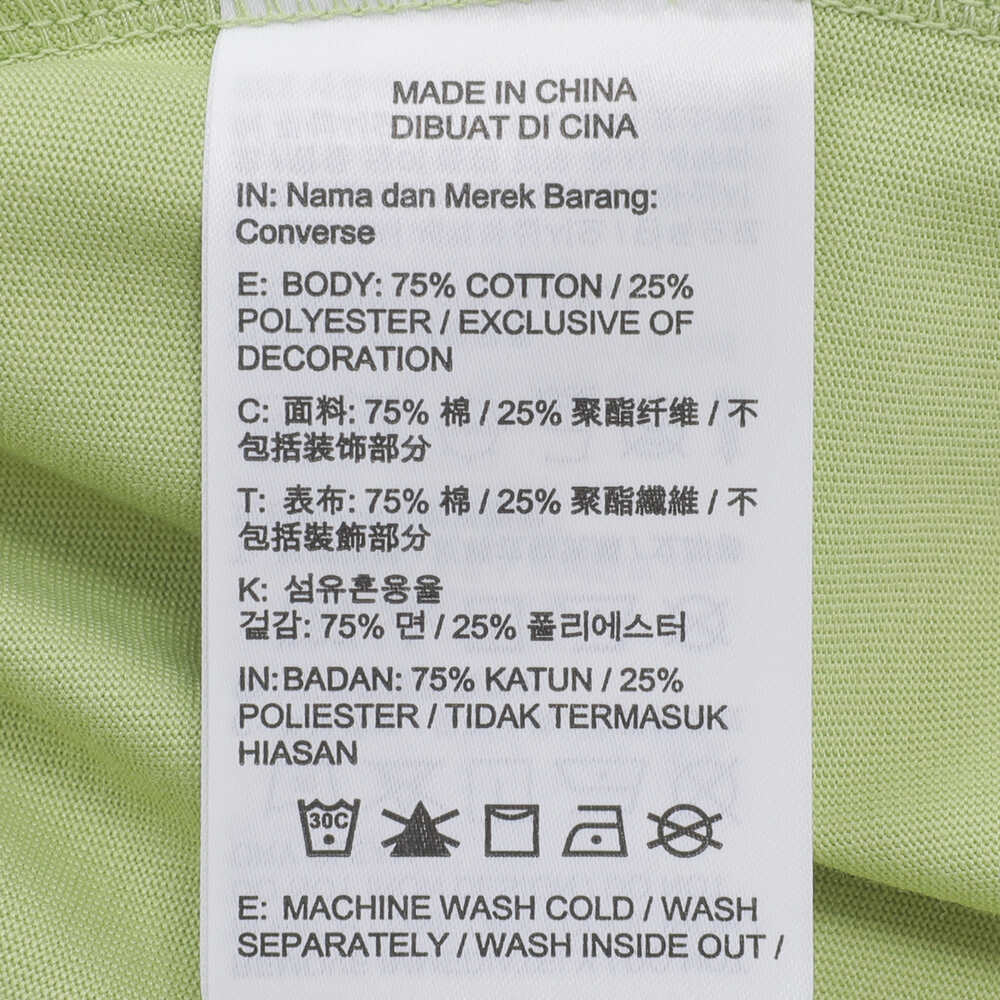 MADE IN CHINA
DIBUAT DI CINA
IN: Nama dan Merek Barang:
Converse
E: BODY: 75% COTTON / 25%
POLYESTER / EXCLUSIVE OF
DECORATION
C: 面料: 75% 棉 / 25% 聚酯纤维 / 不
包括装饰部分
T: 表布: 75% 棉 / 25% 聚酯纖維 / 不
包括裝飾部分
K: 섬유혼용율
겉감: 75% 면 / 25% 폴리에스터
IN:BADAN: 75% KATUN / 25%
POLIESTER / TIDAK TERMASUK
HIASAN
30C
E: MACHINE WASH COLD / WASH
SEPARATELY / WASH INSIDE OUT /